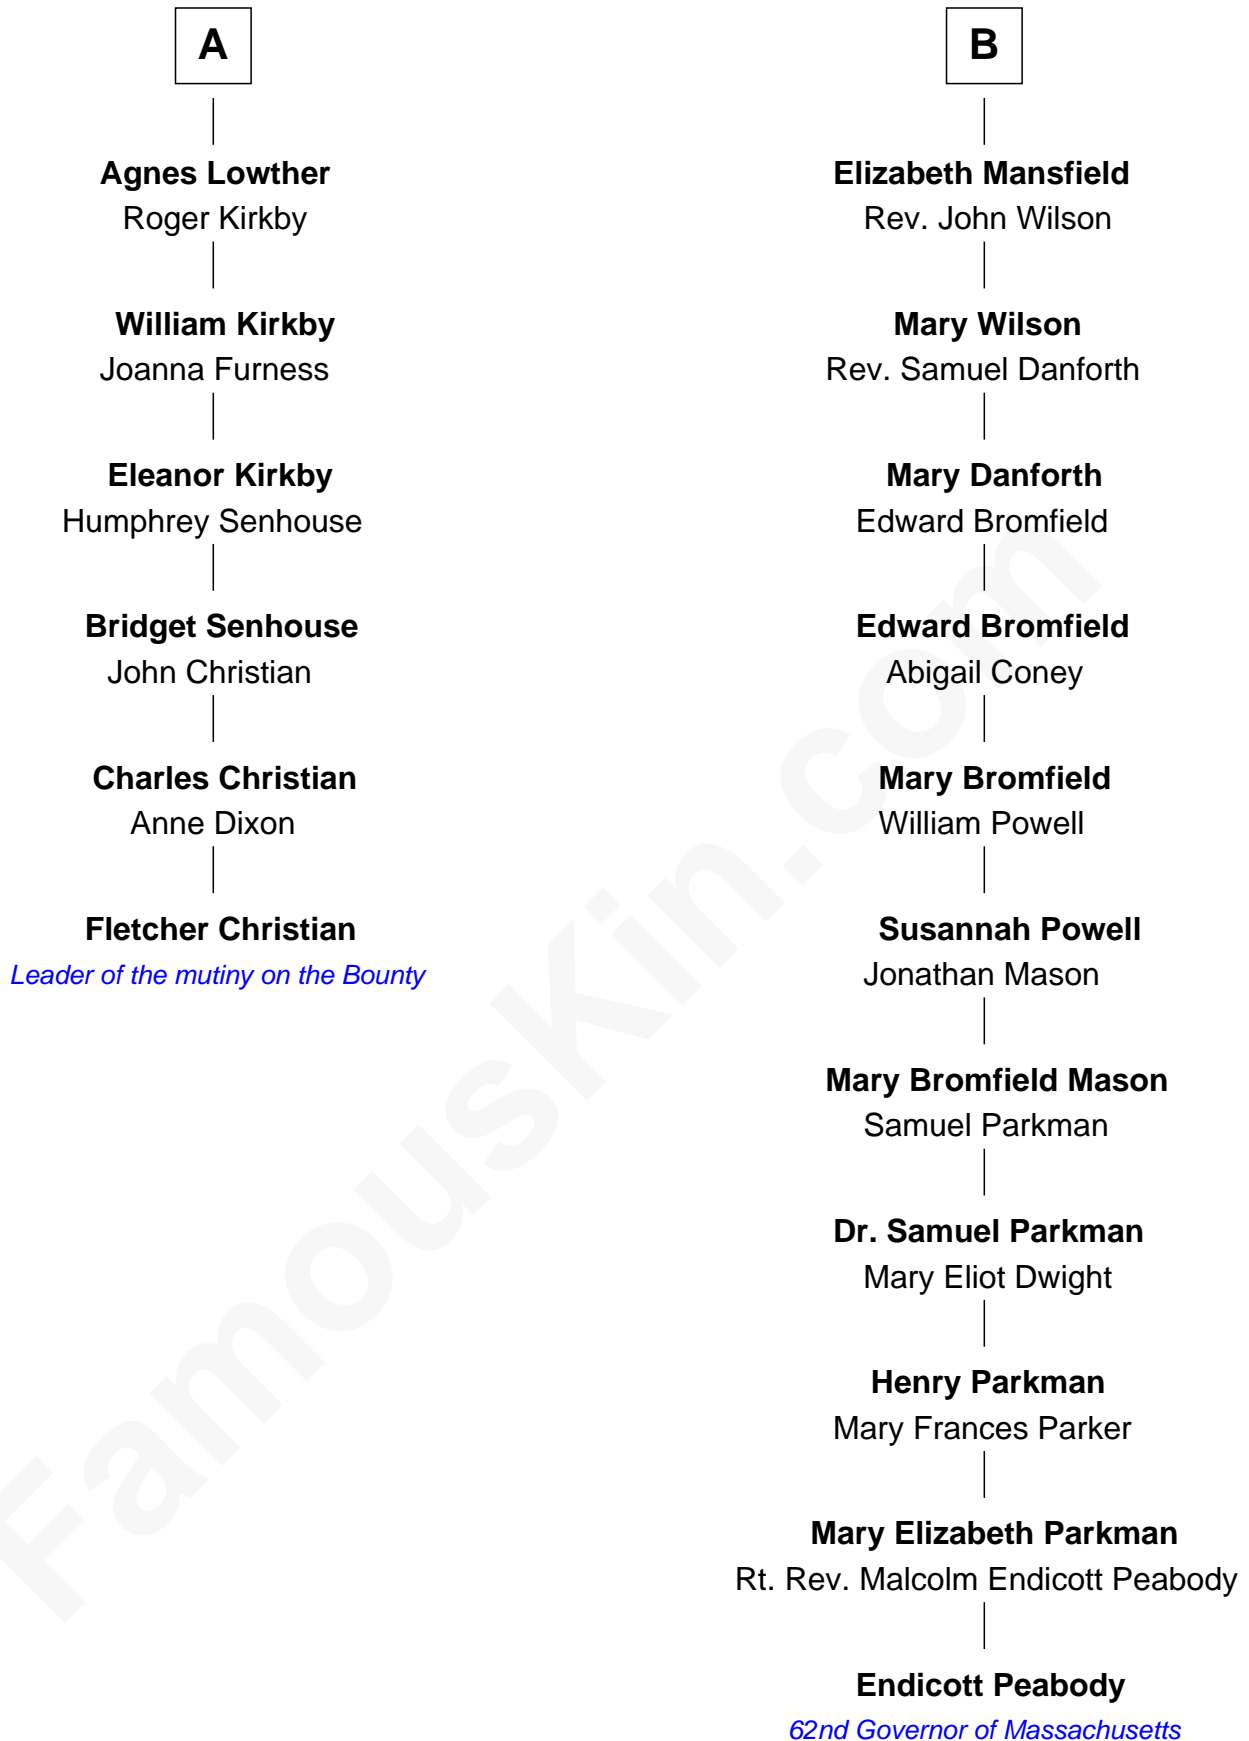 A
Agnes Lowther
Roger Kirkby
William Kirkby
Joanna Furness
Eleanor Kirkby
Humphrey Senhouse
Bridget Senhouse
John Christian
Charles Christian
Anne Dixon
Fletcher Christian
Leader of the mutiny on the Bounty
B
Elizabeth Mansfield
Rev. John Wilson
Mary Wilson
Rev. Samuel Danforth
Mary Danforth
Edward Bromfield
Edward Bromfield
Abigail Coney
Mary Bromfield
William Powell
Susannah Powell
Jonathan Mason
Mary Bromfield Mason
Samuel Parkman
Dr. Samuel Parkman
Mary Eliot Dwight
Henry Parkman
Mary Frances Parker
Mary Elizabeth Parkman
Rt. Rev. Malcolm Endicott Peabody
Endicott Peabody
62nd Governor of Massachusetts
FamousKin.com